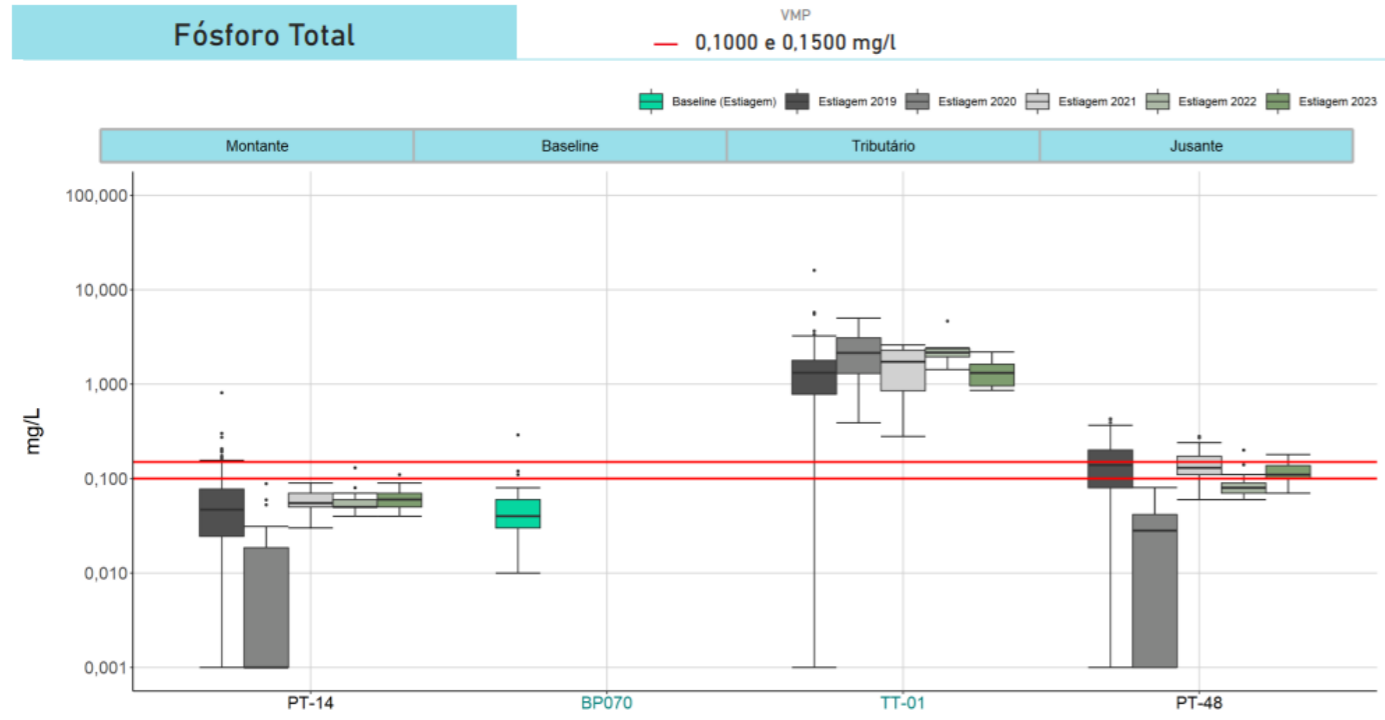 Fósforo Total
VMP
0,1000 e 0,1500 mg/l
Baseline (Estiagem) Estiagem 2019 Estiagem 2020 Estiagem 2021 Estiagem 2022 Estiagem 2023
Montante Baseline Tributário Jusante
mg/L
100,000
10,000
1,000
0,100
0,010
0,001
PT-14 BP070 TT-01 PT-48